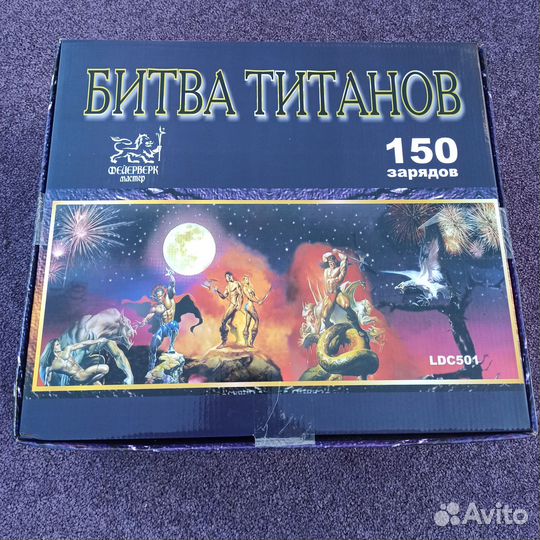 БИТВА ТИТАНОВ
150
зарядов
ФЕЙЕРВЕРК
мастер
LDC501
Avito